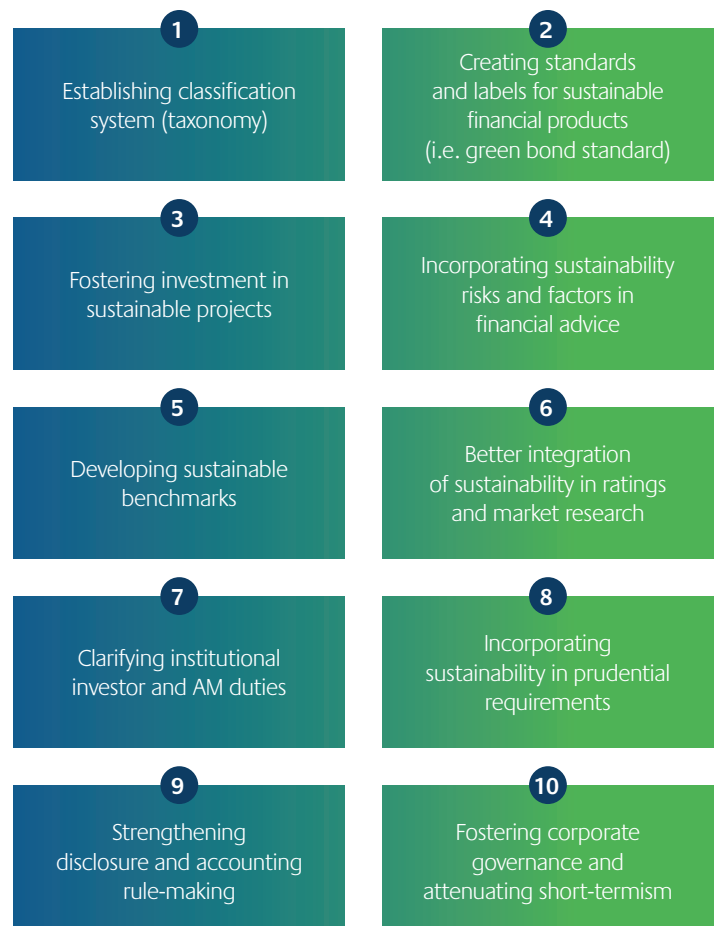 1
Establishing classification
system (taxonomy)
2
Creating standards
and labels for sustainable
financial products
(i.e. green bond standard)
3
Fostering investment in
sustainable projects
4
Incorporating sustainability
risks and factors in
financial advice
5
Developing sustainable
benchmarks
6
Better integration
of sustainability in ratings
and market research
7
Clarifying institutional
investor and AM duties
8
Incorporating
sustainability in prudential
requirements
9
Strengthening
disclosure and accounting
rule-making
10
Fostering corporate
governance and
attenuating short-termism